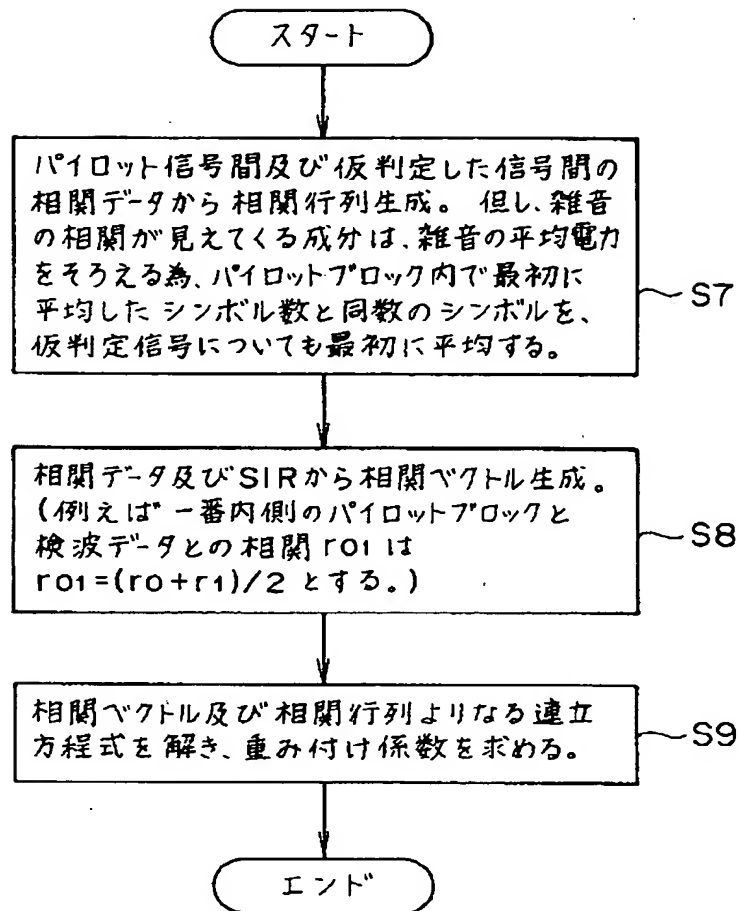 スタート
パイロット信号間及び仮判定した信号間の
相関データから相関行列生成。但し、雑音
の相関が見えてくる成分は、雑音の平均電力
をそろえる為、パイロットブロック内で最初に
平均したシンボル数と同数のシンボルを、
仮判定信号についても最初に平均する。
S7
相関データ及びSIRから相関ベクトル生成。
(例えば一番内側のパイロットブロックと
検波データとの相関r01は
r01=(r0+r1)/2とする。)
S8
相関ベクトル及び相関行列よりなる連立
方程式を解き、重み付け係数を求める。
S9
エンド